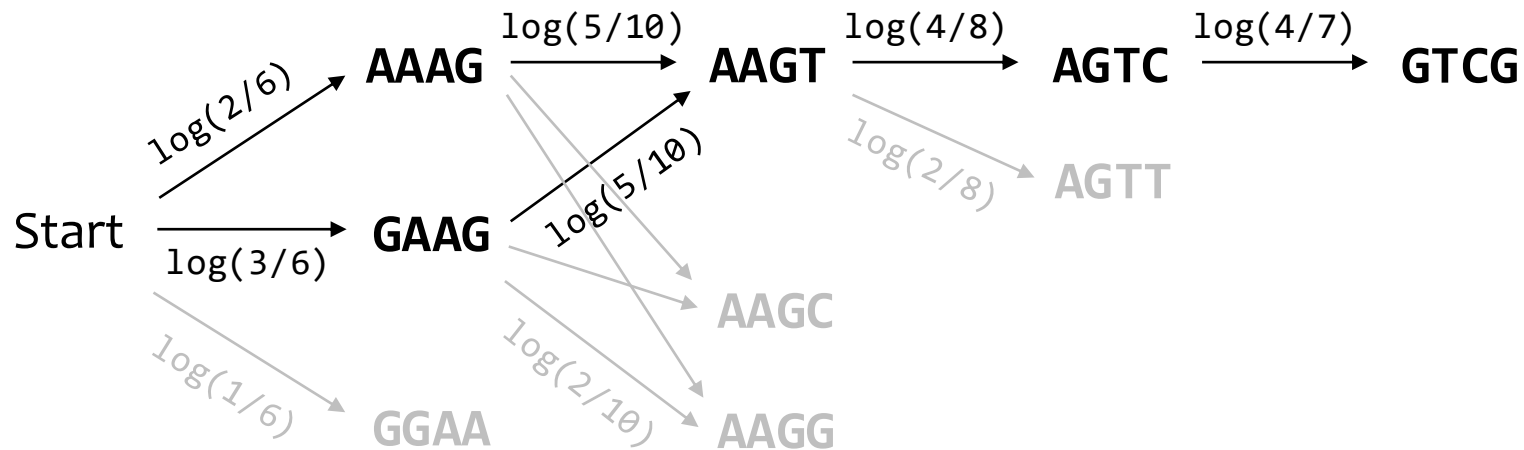 log(5/10)
log(4/8)
log(4/7)
AAAG
AAGT
AGTC
GTCG
log(2/6)
log(5/10)
log(2/8)
AGTT
Start
GAAG
log(3/6)
AAGC
log(1/6)
log(2/10)
GGAA
AAGG